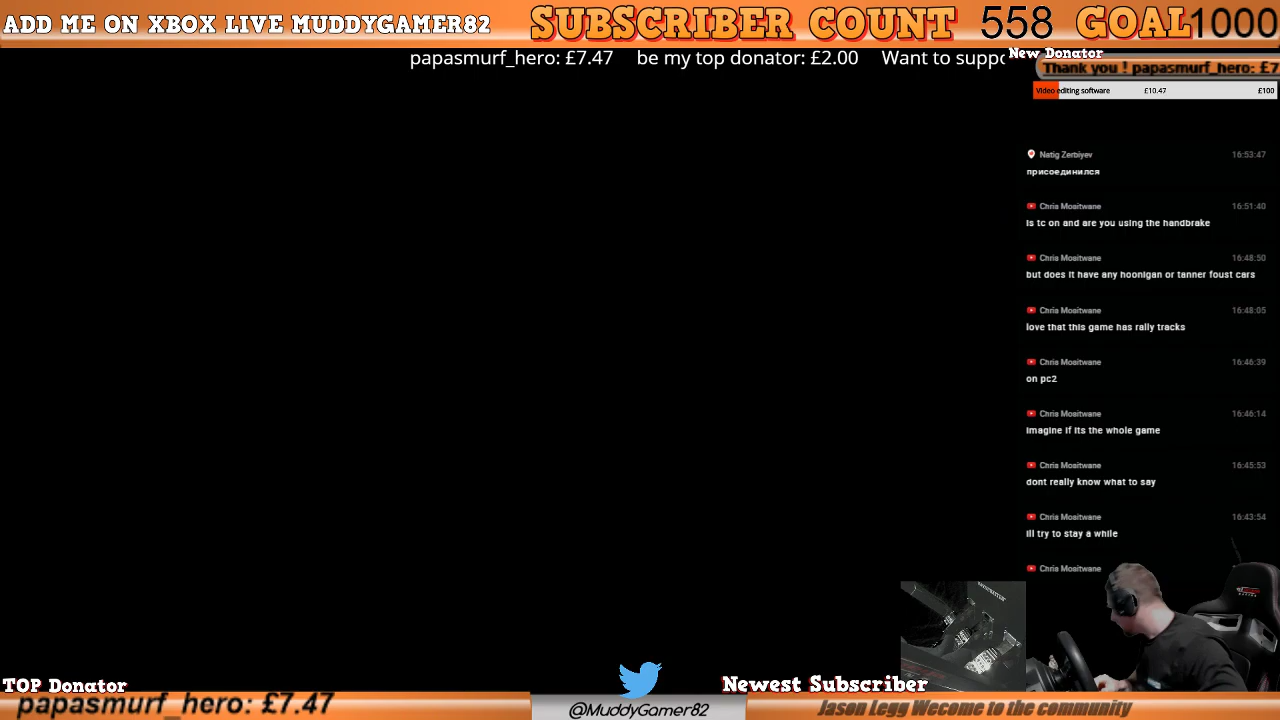 ADD ME ON XBOX LIVE MUDDYGAMER82
SUBSCRIBER COUNT 558 GOAL 1000
papasmurf_hero: £7.47 be my top donator: £2.00 Want to suppo
New Donator
Thank you ! papasmurf_hero: £7
Video editing software £10.47 £100
Natig Zerbiyev 16:53:47
присоединился
Chris Mositwane 16:51:40
is tc on and are you using the handbrake
Chris Mositwane 16:48:50
but does it have any hoonigan or tanner foust cars
Chris Mositwane 16:48:05
love that this game has rally tracks
Chris Mositwane 16:46:39
on pc2
Chris Mositwane 16:46:14
imagine if its the whole game
Chris Mositwane 16:45:53
dont really know what to say
Chris Mositwane 16:43:54
ill try to stay a while
Chris Mositwane
TOP Donator
papasmurf_hero: £7.47
@MuddyGamer82
Newest Subscriber
Jason Legg Wecome to the community